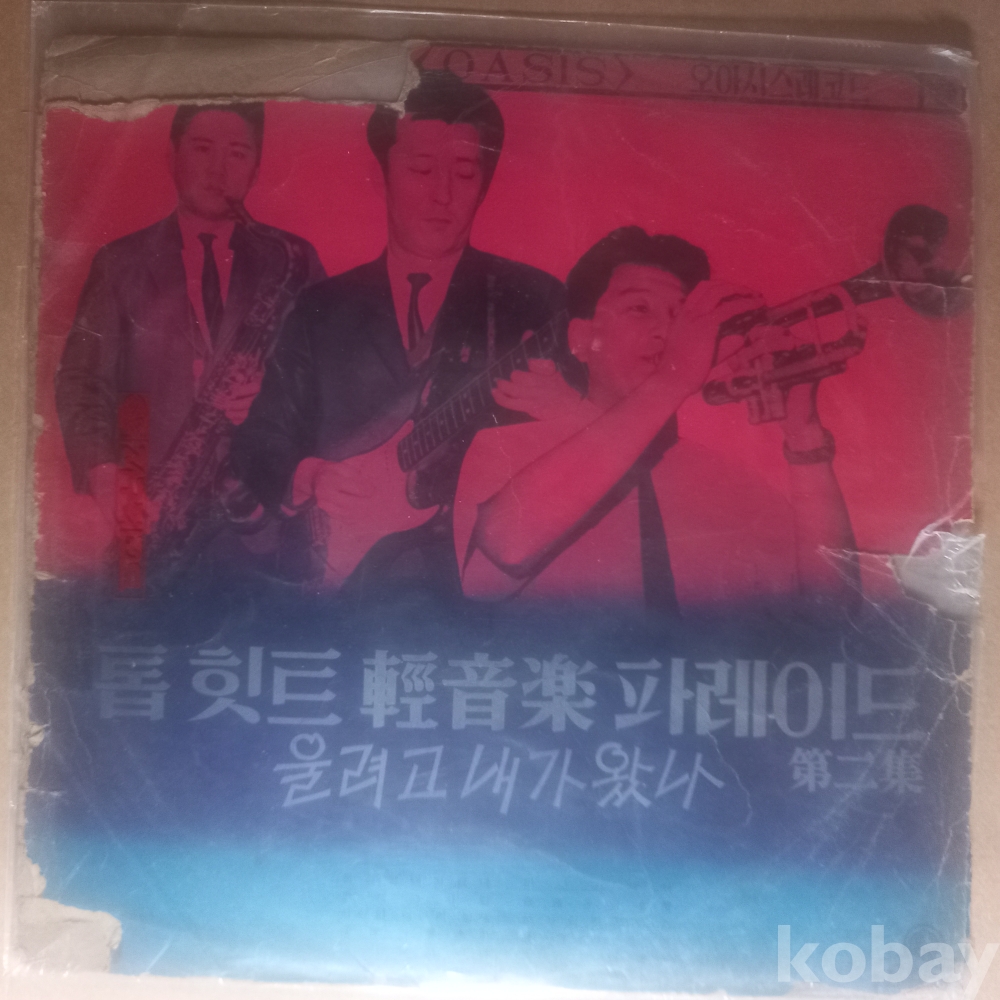 <OASIS> 오아시스레코드
톱 힛트 輕音楽 파레이드
울려고 내가 왔나
第二集
kobay